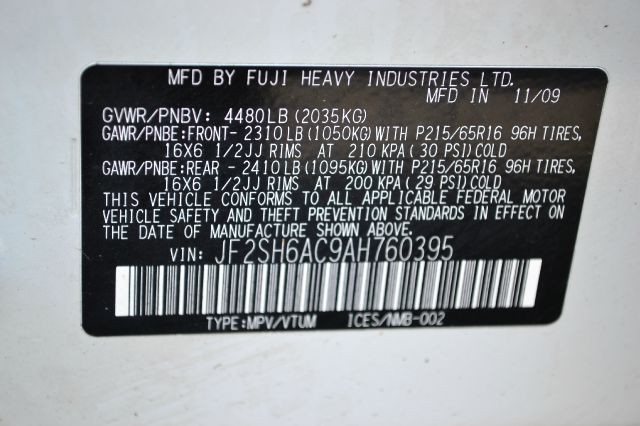 MFD BY FUJI HEAVY INDUSTRIES LTD.
MFD IN 11/09
GVWR/PNBV: 4480LB(2035KG)
GAWR/PNBE:FRONT- 2310LB(1050KG)WITH P215/65R16 96H TIRES,
16X6 1/2JJ RIMS AT 210 KPA(30 PSI)COLD
GAWR/PNBE:REAR - 2410LB(1095KG)WITH P215/65R16 96H TIRES,
16X6 1/2JJ RIMS AT 200 KPA(29 PSI)COLD
THIS VEHICLE CONFORMS TO ALL APPLICABLE FEDERAL MOTOR
VEHICLE SAFETY AND THEFT PREVENTION STANDARDS IN EFFECT ON
THE DATE OF MANUFACTURE SHOWN ABOVE.
VIN: JF2SH6AC9AH760395
TYPE:MPV/VTUM ICES/NMB-002